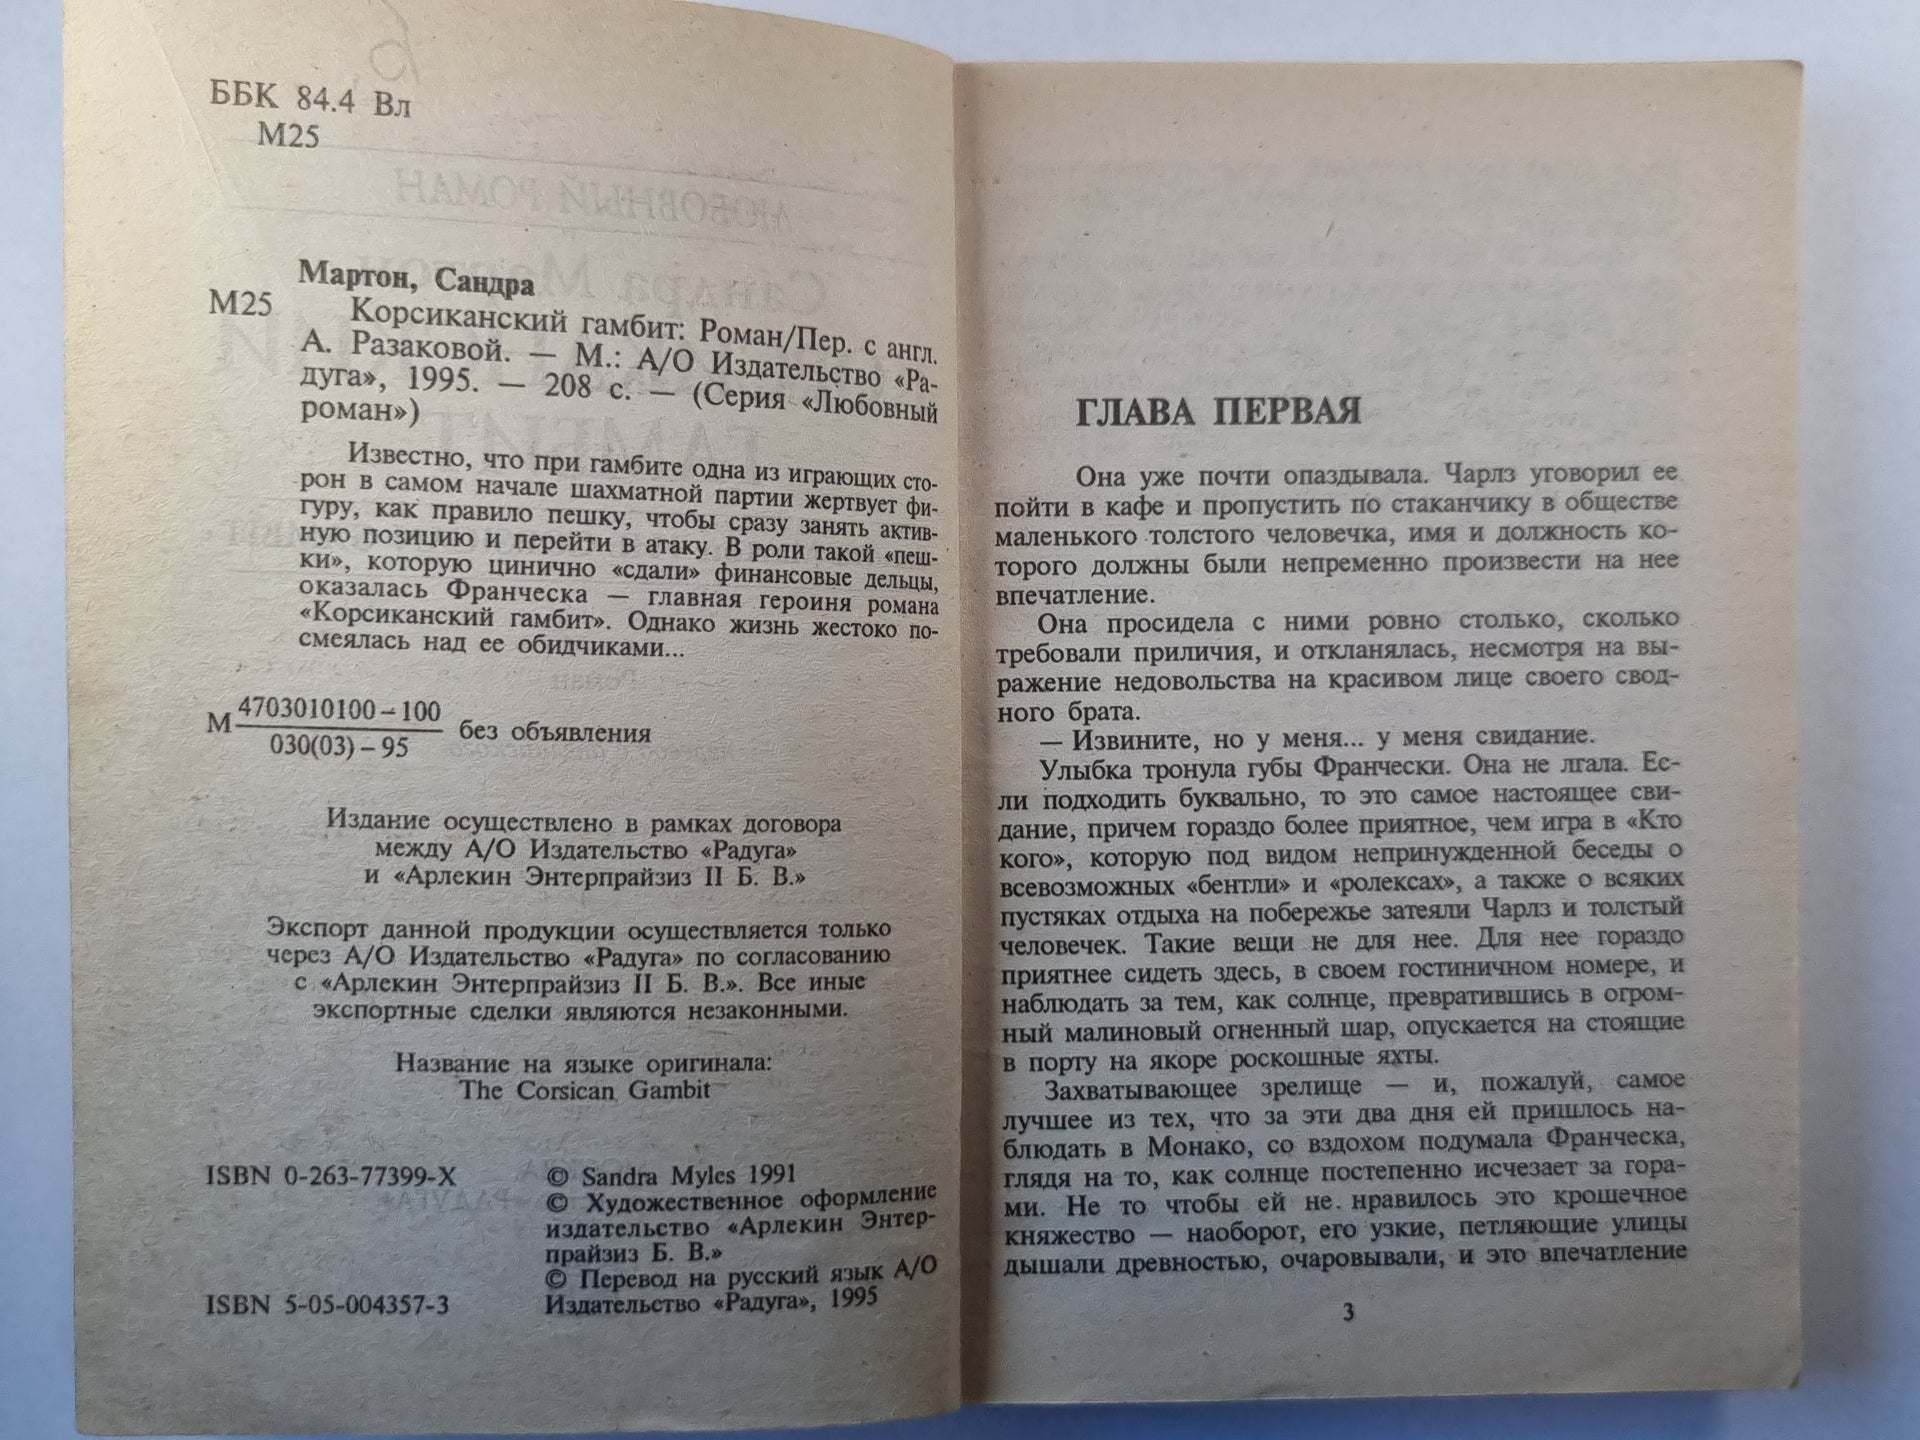 ББК 84.4 Вл
М25
Мартон, Сандра
М25 Корсиканский гамбит: Роман/Пер. с англ.
А. Разаковой. — М.: А/О Издательство «Ра-
дуга», 1995. — 208 с. — (Серия «Любовный
роман»)
Известно, что при гамбите одна из играющих сто-
рон в самом начале шахматной партии жертвует фи-
гуру, как правило пешку, чтобы сразу занять актив-
ную позицию и перейти в атаку. В роли такой «пеш-
ки», которую цинично «сдали» финансовые дельцы,
оказалась Франческа — главная героиня романа
«Корсиканский гамбит». Однако жизнь жестоко по-
смеялась над ее обидчиками...
4703010100–100
М без объявления
030(03)–95
Издание осуществлено в рамках договора
между А/О Издательство «Радуга»
и «Арлекин Энтерпрайзиз II Б. В.»
Экспорт данной продукции осуществляется только
через А/О Издательство «Радуга» по согласованию
с «Арлекин Энтерпрайзиз II Б. В.». Все иные
экспортные сделки являются незаконными.
Название на языке оригинала:
The Corsican Gambit
ISBN 0-263-77399-X © Sandra Myles 1991
© Художественное оформление
издательство «Арлекин Энтер-
прайзиз Б. В.»
© Перевод на русский язык А/О
ISBN 5-05-004357-3 Издательство «Радуга», 1995
ГЛАВА ПЕРВАЯ
Она уже почти опаздывала. Чарлз уговорил ее
пойти в кафе и пропустить по стаканчику в обществе
маленького толстого человечка, имя и должность ко-
торого должны были непременно произвести на нее
впечатление.
Она просидела с ними ровно столько, сколько
требовали приличия, и откланялась, несмотря на вы-
ражение недовольства на красивом лице своего свод-
ного брата.
— Извините, но у меня... у меня свидание.
Улыбка тронула губы Франчески. Она не лгала. Ес-
ли подходить буквально, то это самое настоящее сви-
дание, причем гораздо более приятное, чем игра в «Кто
кого», которую под видом непринужденной беседы о
всевозможных «бентли» и «ролексах», а также о всяких
пустяках отдыха на побережье затеяли Чарлз и толстый
человечек. Такие вещи не для нее. Для нее гораздо
приятнее сидеть здесь, в своем гостиничном номере, и
наблюдать за тем, как солнце, превратившись в огром-
ный малиновый огненный шар, опускается на стоящие
в порту на якоре роскошные яхты.
Захватывающее зрелище — и, пожалуй, самое
лучшее из тех, что за эти два дня ей пришлось на-
блюдать в Монако, со вздохом подумала Франческа,
глядя на то, как солнце постепенно исчезает за гора-
ми. Не то чтобы ей не нравилось это крошечное
княжество — наоборот, его узкие, петляющие улицы
дышали древностью, очаровывали, и это впечатление
3